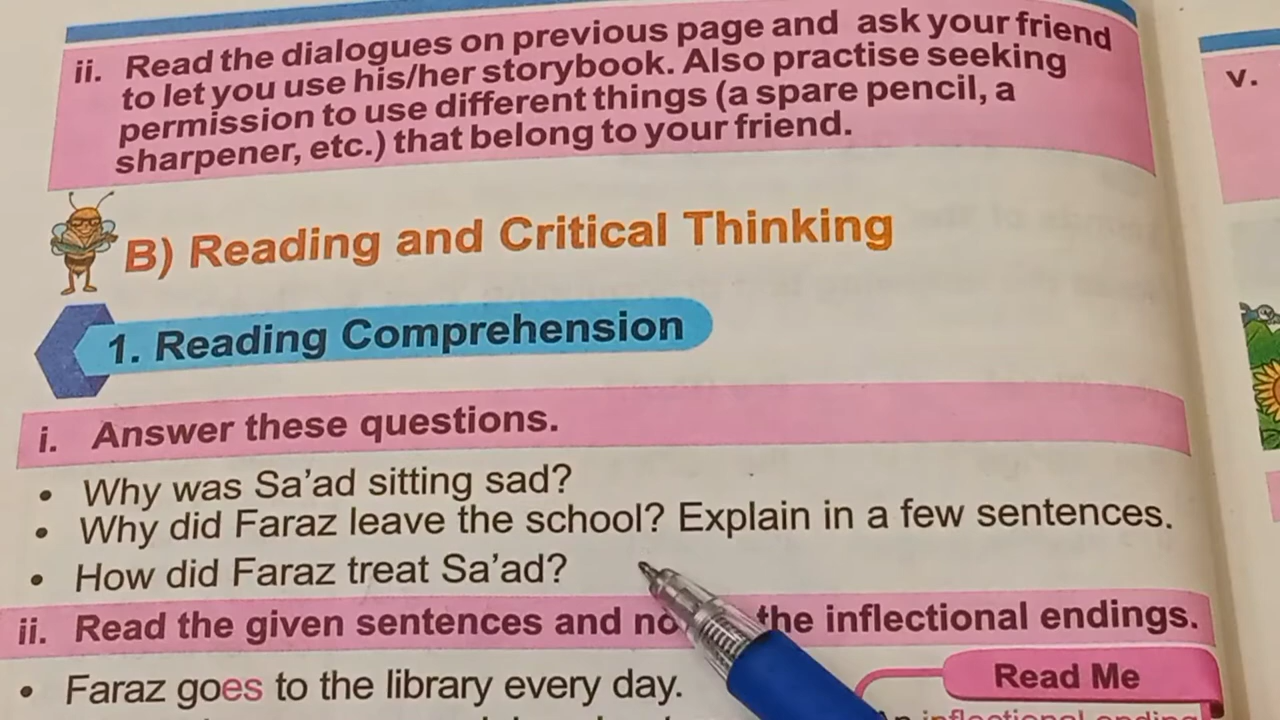 ii. Read the dialogues on previous page and ask your friend
to let you use his/her storybook. Also practise seeking
permission to use different things (a spare pencil, a
sharpener, etc.) that belong to your friend.
B) Reading and Critical Thinking
1. Reading Comprehension
i. Answer these questions.
• Why was Sa'ad sitting sad?
• Why did Faraz leave the school? Explain in a few sentences.
• How did Faraz treat Sa'ad?
ii. Read the given sentences and the inflectional endings.
• Faraz goes to the library every day.
Read Me
inflectional ending
v.